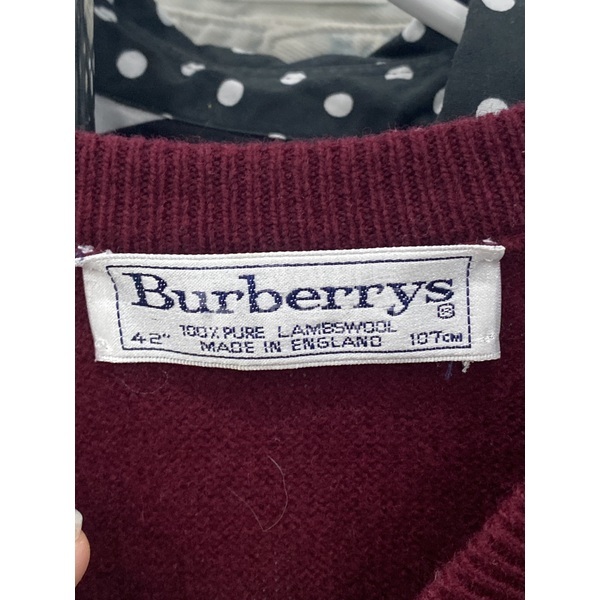 Burberrys®
42" 100% PURE LAMBSWOOL 107CM
MADE IN ENGLAND